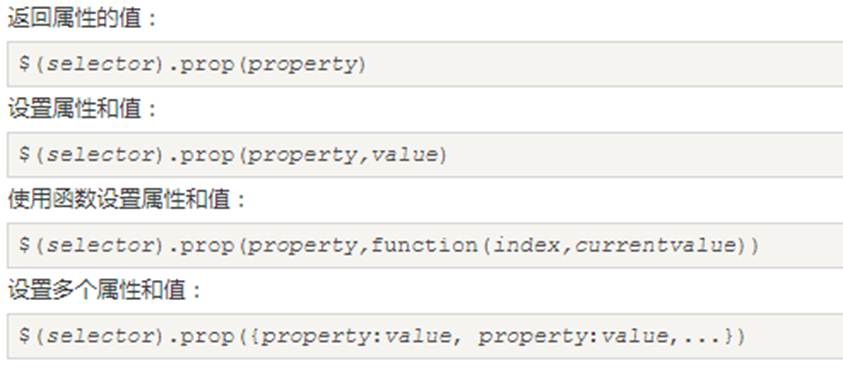 返回属性的值：
$(selector).prop(property)
设置属性和值：
$(selector).prop(property,value)
使用函数设置属性和值：
$(selector).prop(property,function(index,currentvalue))
设置多个属性和值：
$(selector).prop({property:value, property:value,...})